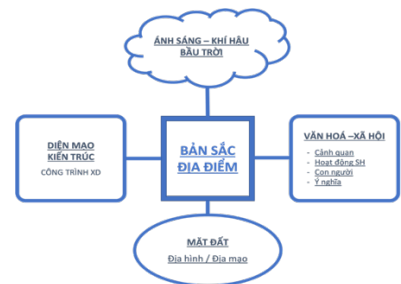 ÁNH SÁNG – KHÍ HẬU
BẦU TRỜI
DIỆN MẠO
KIẾN TRÚC
CÔNG TRÌNH XD
BẢN SẮC
ĐỊA ĐIỂM
VĂN HOÁ –XÃ HỘI
- Cảnh quan
- Hoạt động SH
- Con người
- Ý nghĩa
MẶT ĐẤT
Địa hình / Địa mạo